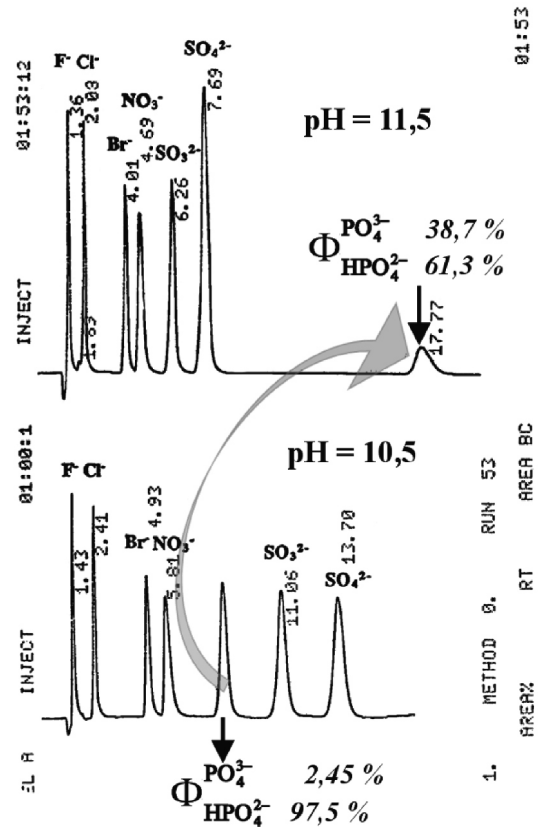 01:53
01:53:12
INJECT
F⁻ Cl⁻
1.36
2.03
1.89
Br⁻
4.01
NO₃⁻
4.69
SO₃²⁻
6.26
SO₄²⁻
7.69
pH = 11,5
Φ PO₄³⁻ 38,7 %
HPO₄²⁻ 61,3 %
17.77
01:00:1
INJECT
F⁻ Cl⁻
1.43
2.41
Br⁻ NO₃⁻
4.93
5.81
SO₃²⁻
11.06
SO₄²⁻
13.70
pH = 10,5
Φ PO₄³⁻ 2,45 %
HPO₄²⁻ 97,5 %
EL A
1. METHOD 0. RUN 53
AREA% RT AREA BC